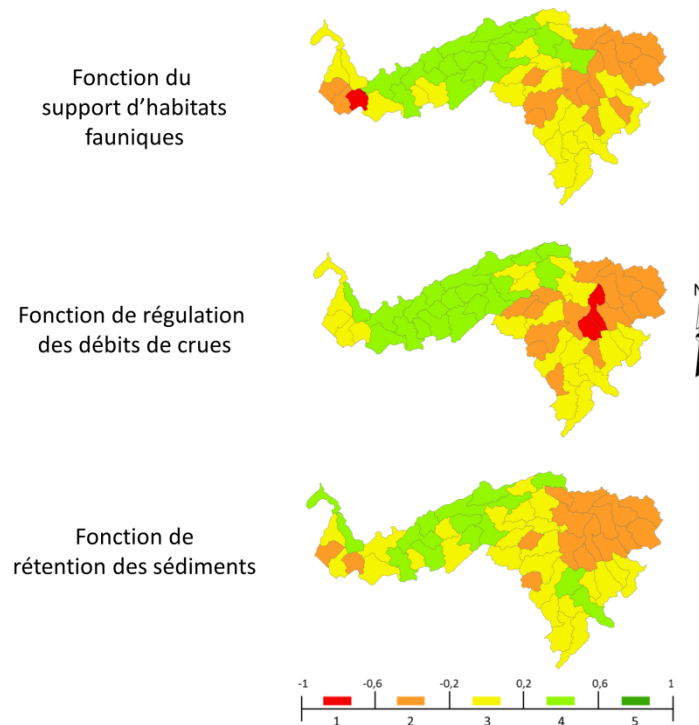 Fonction du
support d'habitats
fauniques
Fonction de régulation
des débits de crues
N
Fonction de
rétention des sédiments
-1 -0,6 -0,2 0,2 0,6 1
1 2 3 4 5